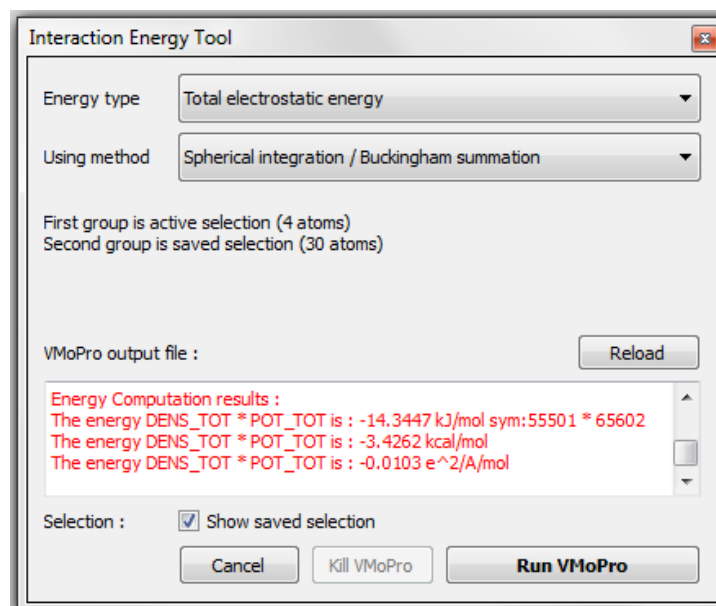 Interaction Energy Tool
Energy type Total electrostatic energy
Using method Spherical integration / Buckingham summation
First group is active selection (4 atoms)
Second group is saved selection (30 atoms)
VMoPro output file : Reload
Energy Computation results :
The energy DENS_TOT * POT_TOT is : -14.3447 kJ/mol sym:55501 * 65602
The energy DENS_TOT * POT_TOT is : -3.4262 kcal/mol
The energy DENS_TOT * POT_TOT is : -0.0103 e^2/A/mol
Selection : Show saved selection
Cancel Kill VMoPro Run VMoPro